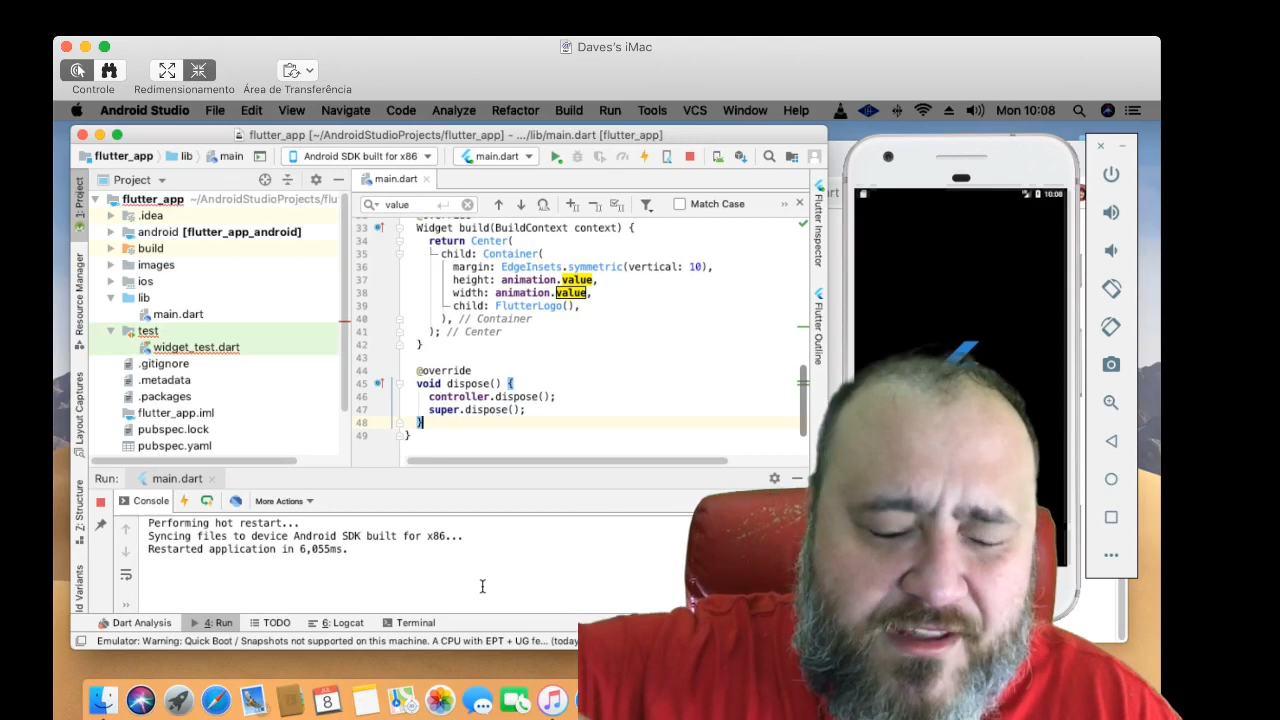 Daves's iMac
Controle Redimensionamento Área de Transferência
Android Studio File Edit View Navigate Code Analyze Refactor Build Run Tools VCS Window Help Mon 10:08
flutter_app [~/AndroidStudioProjects/flutter_app] - .../lib/main.dart [flutter_app]
flutter_app lib main Android SDK built for x86 main.dart
1: Project
Resource Manager
Layout Captures
Z: Structure
Project
flutter_app ~/AndroidStudioProjects/flu
.idea
android [flutter_app_android]
build
images
ios
lib
main.dart
test
widget_test.dart
.gitignore
.metadata
.packages
flutter_app.iml
pubspec.lock
pubspec.yaml
main.dart
value Match Case »
33 Widget build(BuildContext context) {
34 return Center(
35 child: Container(
36 margin: EdgeInsets.symmetric(vertical: 10),
37 height: animation.value,
38 width: animation.value,
39 child: FlutterLogo(),
40 ), // Container
41 ); // Center
42 }
43
44 @override
45 void dispose() {
46 controller.dispose();
47 super.dispose();
48 }
49 }
Flutter Inspector
Flutter Outline
10:08
Run: main.dart
Console More Actions
Performing hot restart...
Syncing files to device Android SDK built for x86...
Restarted application in 6,055ms.
»
Dart Analysis 4: Run TODO 6: Logcat Terminal
Emulator: Warning: Quick Boot / Snapshots not supported on this machine. A CPU with EPT + UG fe... (today
8